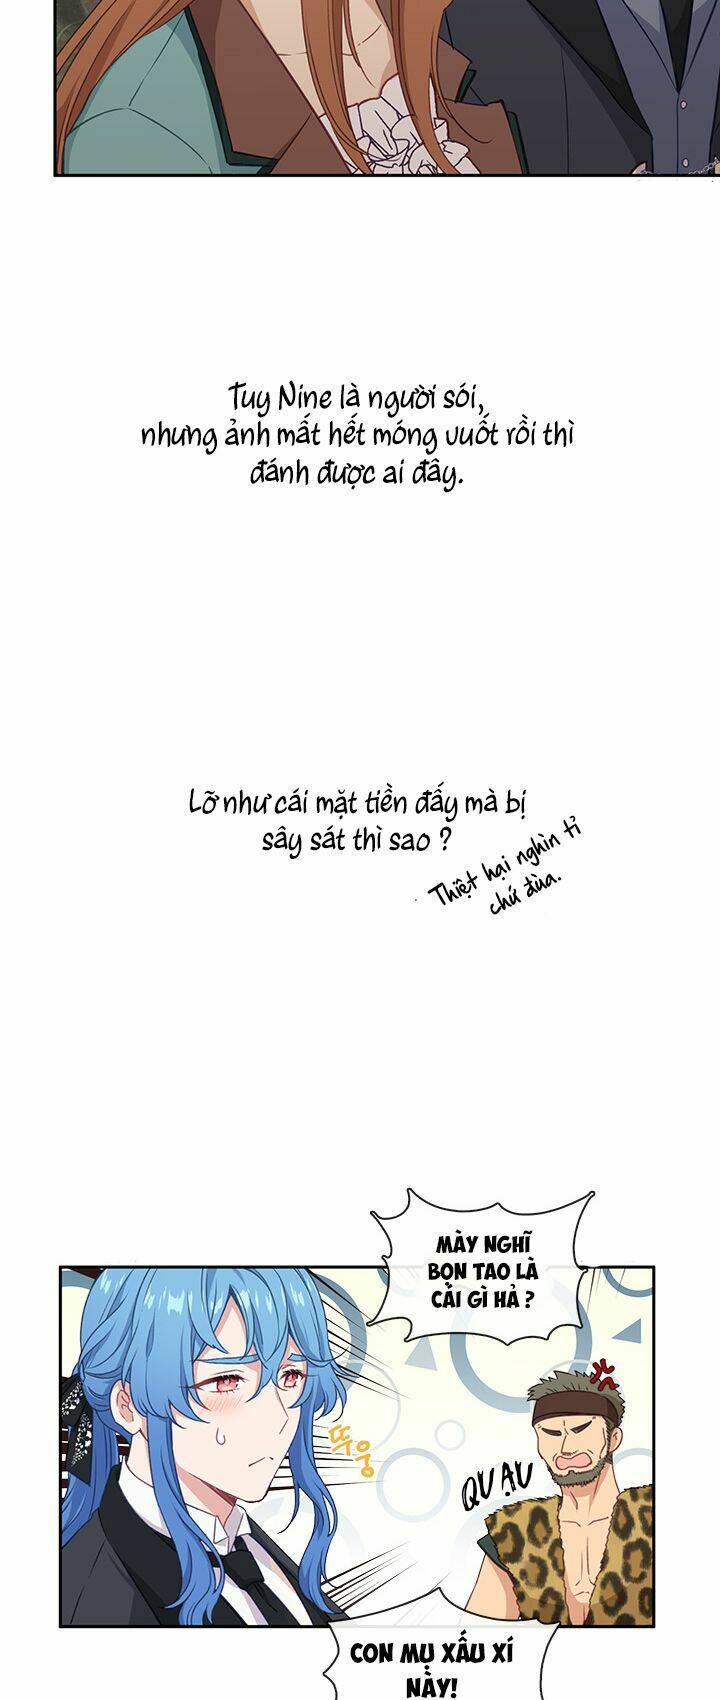 Tuy Nine là người sói,
nhưng ảnh mất hết móng vuốt rồi thì
đánh được ai đây.
Lỡ như cái mặt tiền đấy mà bị
sây sát thì sao ?
Thiệt hại nghìn tỉ
chứ đùa.
MÀY NGHĨ
BỌN TAO LÀ
CÁI GÌ HẢ ?
뚜웅
QUẠU
CON MỤ XẤU XÍ
NÀY!